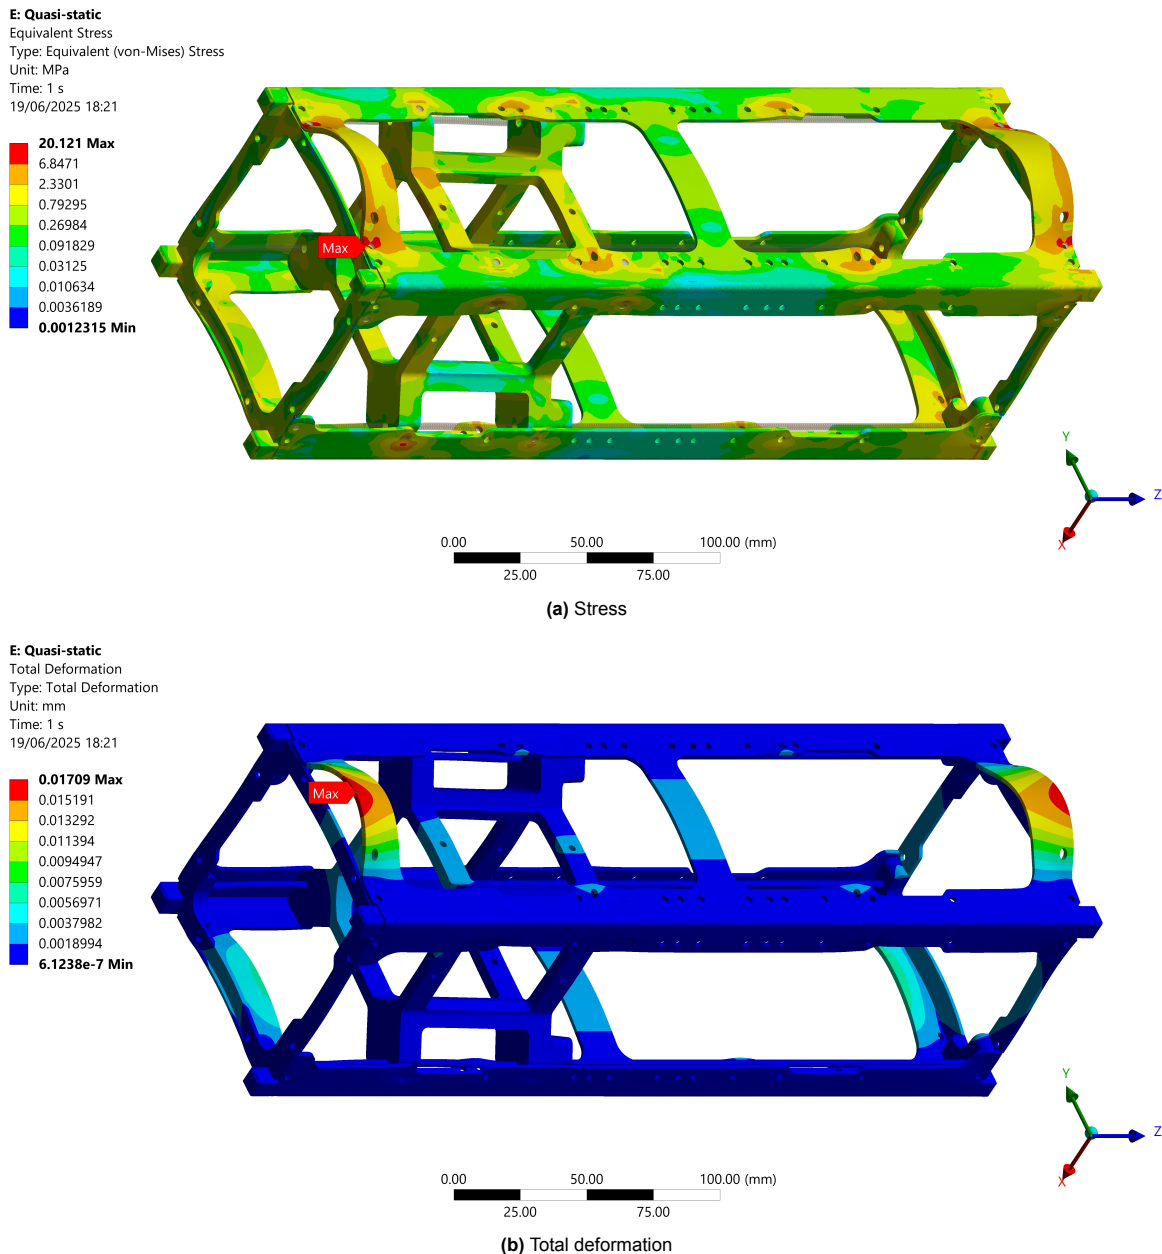 E: Quasi-static
Equivalent Stress
Type: Equivalent (von-Mises) Stress
Unit: MPa
Time: 1 s
19/06/2025 18:21
20.121 Max
6.8471
2.3301
0.79295
0.26984
0.091829
0.03125
0.010634
0.0036189
0.0012315 Min
Max
Y
Z
X
0.00 50.00 100.00 (mm)
25.00 75.00
(a) Stress
E: Quasi-static
Total Deformation
Type: Total Deformation
Unit: mm
Time: 1 s
19/06/2025 18:21
0.01709 Max
0.015191
0.013292
0.011394
0.0094947
0.0075959
0.0056971
0.0037982
0.0018994
6.1238e-7 Min
Max
Y
Z
X
0.00 50.00 100.00 (mm)
25.00 75.00
(b) Total deformation